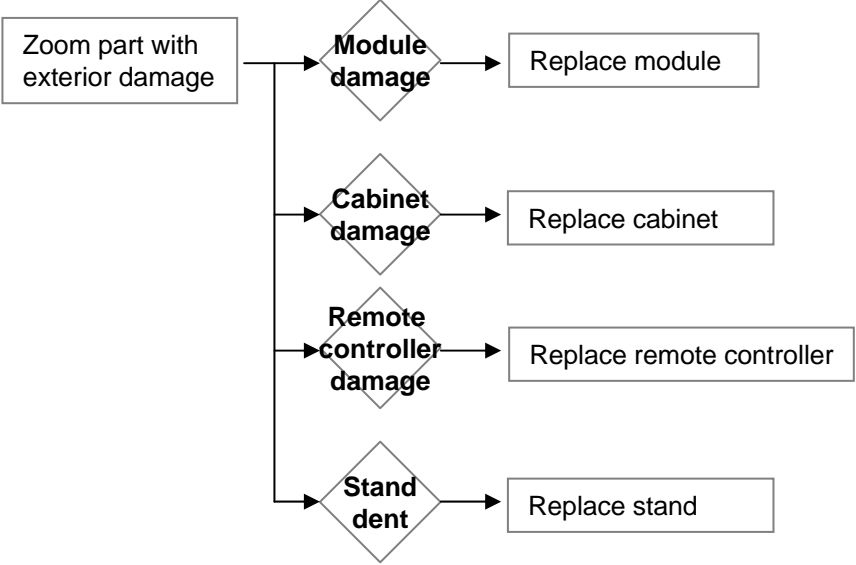 Zoom part with
exterior damage
Module
damage
Replace module
Cabinet
damage
Replace cabinet
Remote
controller
damage
Replace remote controller
Stand
dent
Replace stand